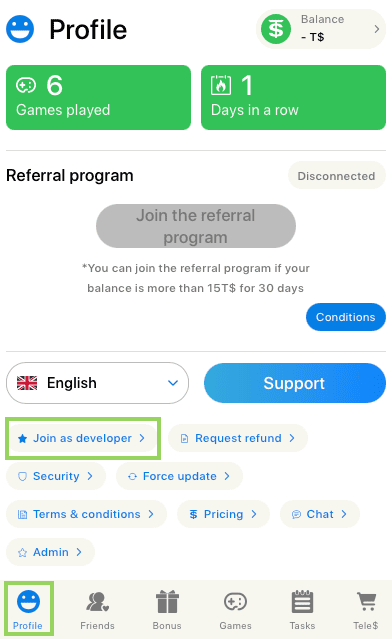 Profile
Balance
- T$
6
Games played
1
Days in a row
Referral program
Disconnected
Join the referral
program
*You can join the referral program if your
balance is more than 15T$ for 30 days
Conditions
English
Support
Join as developer
Request refund
Security
Force update
Terms & conditions
Pricing
Chat
Admin
Profile
Friends
Bonus
Games
Tasks
Tele$